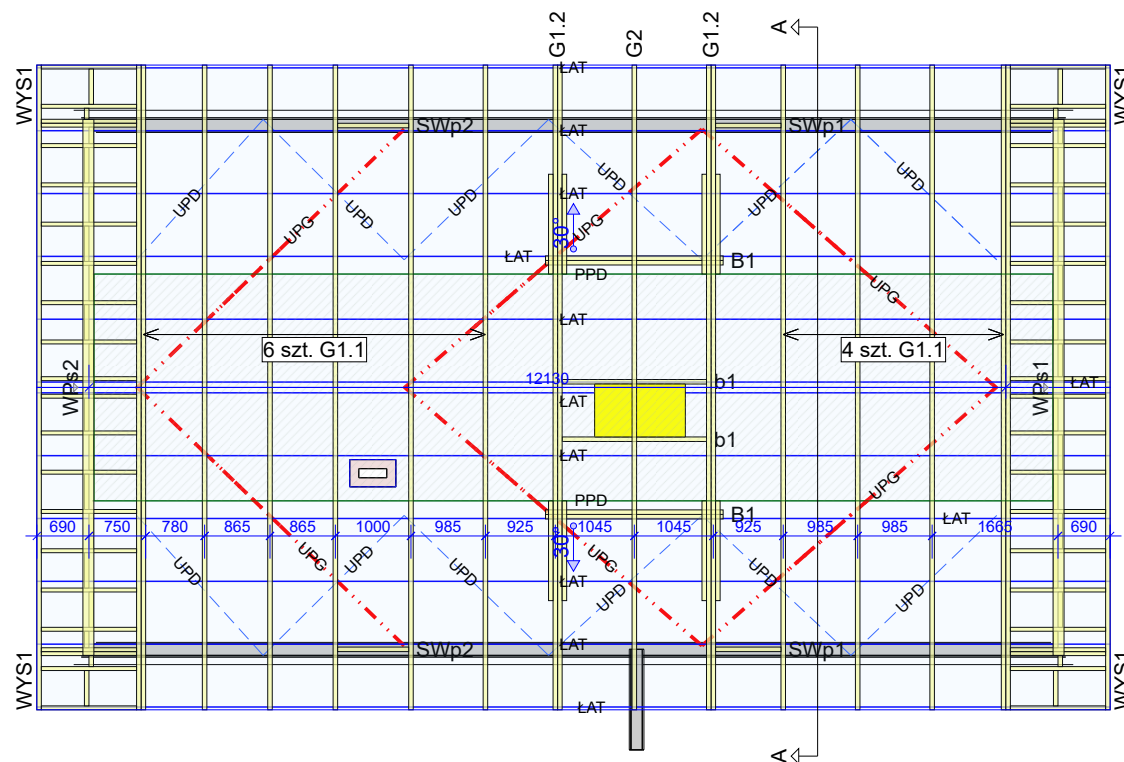 G1.2
G2
G1.2
A
WYS1
WYS1
ŁAT
SWp2
ŁAT
SWp1
UPD
UPD
UPD
UPD
UPD
UPD
ŁAT
UPG
UPG
30°
ŁAT
B1
PPD
UPG
ŁAT
6 szt. G1.1
4 szt. G1.1
WPs2
12130
b1
WPs1
ŁAT
ŁAT
b1
ŁAT
UPG
PPD
B1
ŁAT
690
750
780
865
865
1000
985
925
1045
1045
925
985
985
1665
690
30°
UPD
UPG
UPD
UPD
UPG
UPD
UPD
UPD
ŁAT
SWp2
ŁAT
SWp1
WYS1
WYS1
ŁAT
A